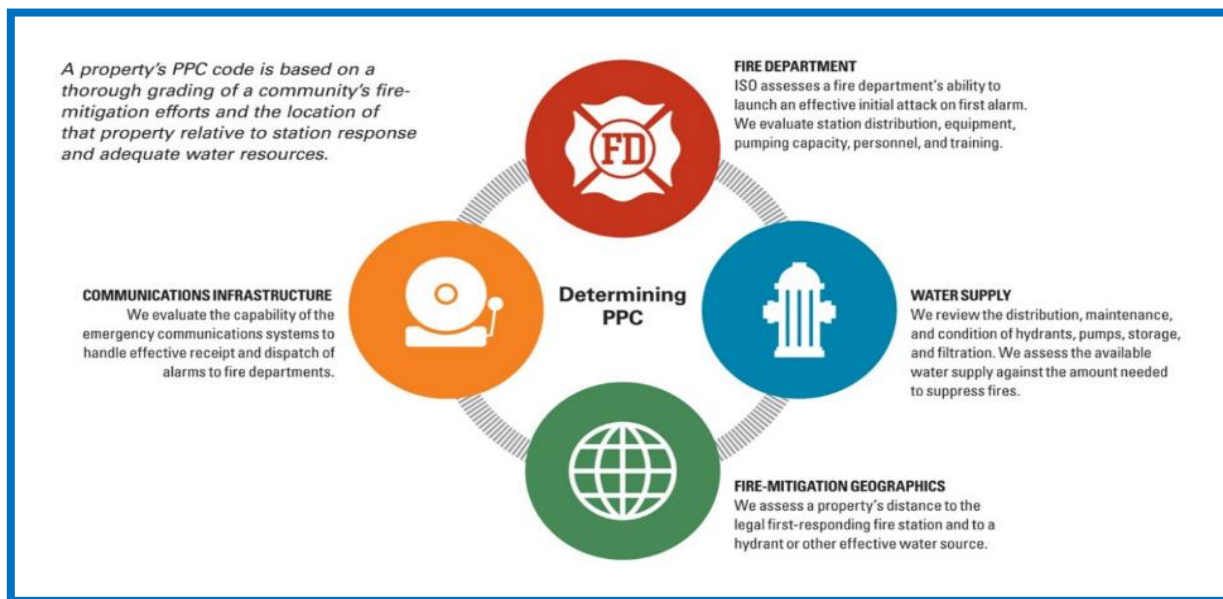 A property's PPC code is based on a
thorough grading of a community's fire-
mitigation efforts and the location of
that property relative to station response
and adequate water resources.
FIRE DEPARTMENT
ISO assesses a fire department's ability to
launch an effective initial attack on first alarm.
We evaluate station distribution, equipment,
pumping capacity, personnel, and training.
FD
COMMUNICATIONS INFRASTRUCTURE
We evaluate the capability of the
emergency communications systems to
handle effective receipt and dispatch of
alarms to fire departments.
Determining
PPC
WATER SUPPLY
We review the distribution, maintenance,
and condition of hydrants, pumps, storage,
and filtration. We assess the available
water supply against the amount needed
to suppress fires.
FIRE-MITIGATION GEOGRAPHICS
We assess a property's distance to the
legal first-responding fire station and to a
hydrant or other effective water source.